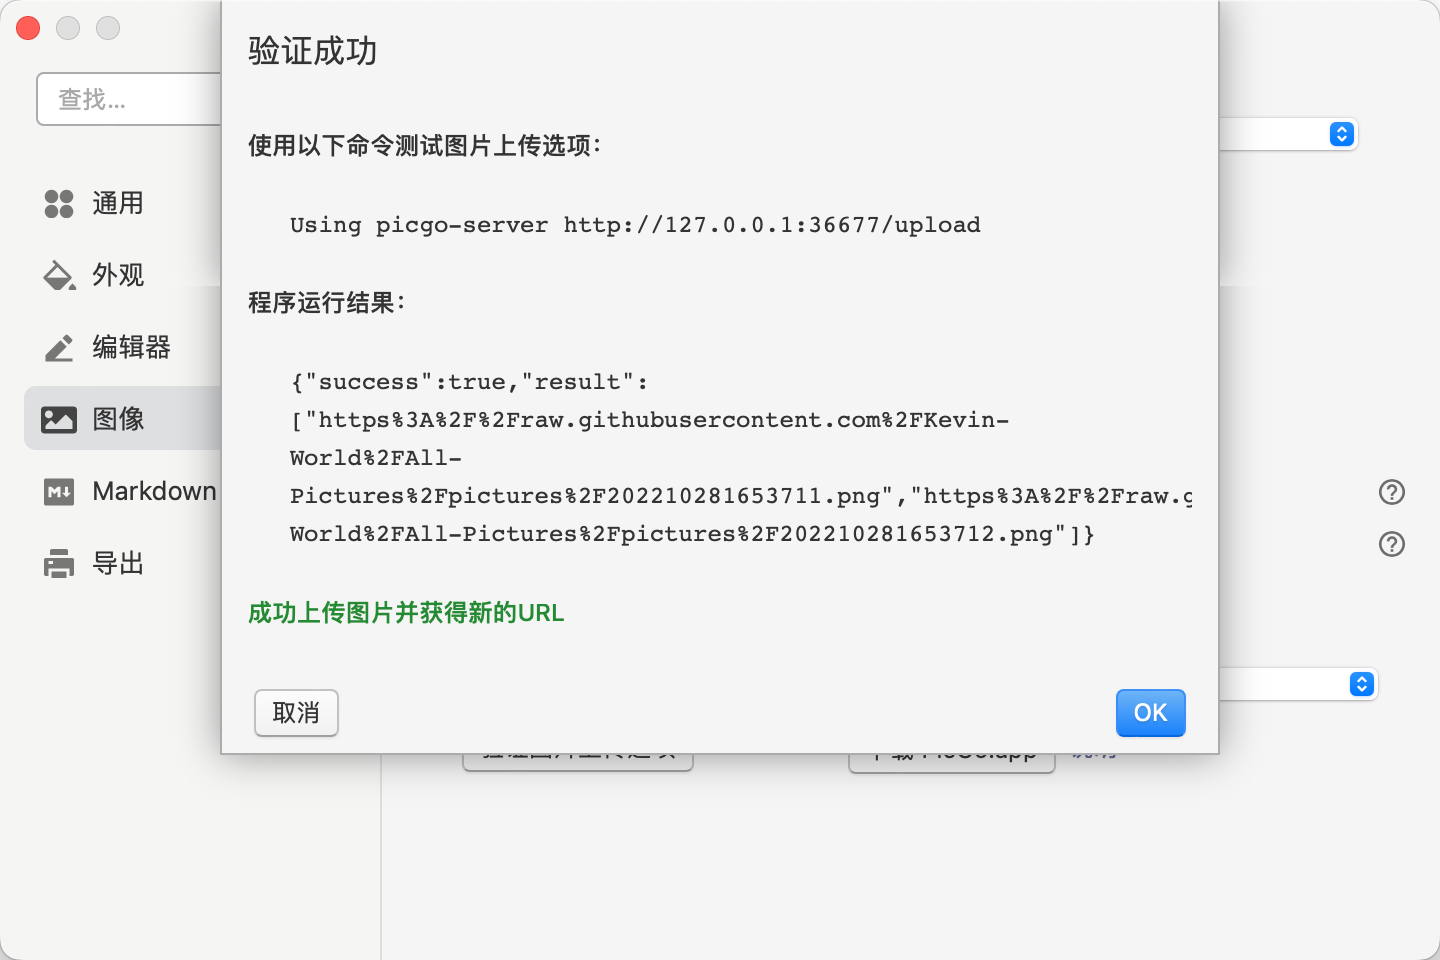 验证成功
查找...
使用以下命令测试图片上传选项：
通用
Using picgo-server http://127.0.0.1:36677/upload
外观
程序运行结果：
编辑器
{"success":true,"result":
["https%3A%2F%2Fraw.githubusercontent.com%2FKevin-
图像
World%2FAll-
Markdown
Pictures%2Fpictures%2F202210281653711.png","https%3A%2F%2Fraw.g
World%2FAll-Pictures%2Fpictures%2F202210281653712.png"]}
导出
成功上传图片并获得新的URL
取消
OK